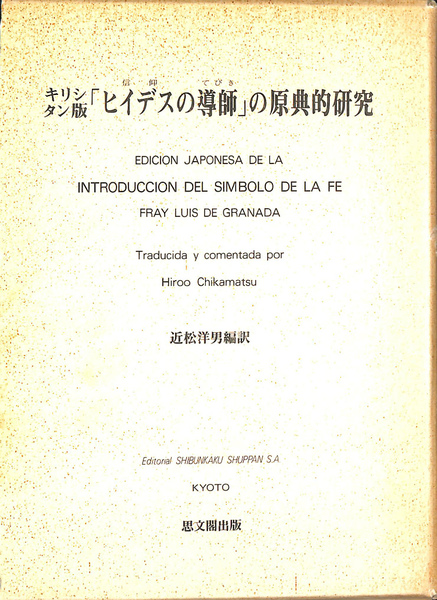 信仰 てびき
キリシタン版「ヒイデスの導師」の原典的研究
EDICION JAPONESA DE LA
INTRODUCCION DEL SIMBOLO DE LA FE
FRAY LUIS DE GRANADA
Traducida y comentada por
Hiroo Chikamatsu
近松洋男編訳
Editorial SHIBUNKAKU SHUPPAN S.A
KYOTO
思文閣出版